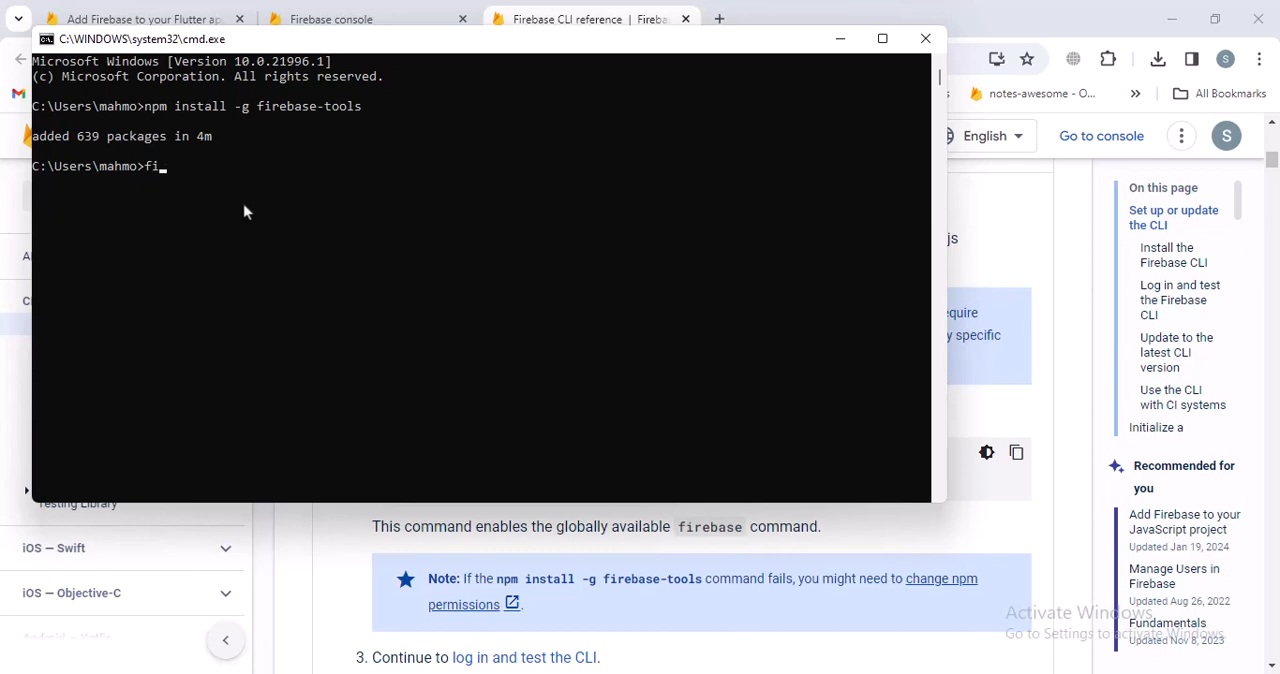 Add Firebase to your Flutter ap
Firebase console
Firebase CLI reference | Fireba
C:\WINDOWS\system32\cmd.exe
Microsoft Windows [Version 10.0.21996.1]
(c) Microsoft Corporation. All rights reserved.
C:\Users\mahmo>npm install -g firebase-tools
added 639 packages in 4m
C:\Users\mahmo>fi_
S
notes-awesome - O...
»
All Bookmarks
English
Go to console
S
js
equire
y specific
On this page
Set up or update
the CLI
Install the
Firebase CLI
Log in and test
the Firebase
CLI
Update to the
latest CLI
version
Use the CLI
with CI systems
Initialize a
Recommended for
you
Add Firebase to your
JavaScript project
Updated Jan 19, 2024
Manage Users in
Firebase
Updated Aug 26, 2022
Fundamentals
Updated Nov 8, 2023
Testing Library
iOS – Swift
iOS – Objective-C
Android – Kotlin
This command enables the globally available firebase command.
Note: If the npm install -g firebase-tools command fails, you might need to change npm
permissions.
3. Continue to log in and test the CLI.
Activate Windows
Go to Settings to activate Windows.